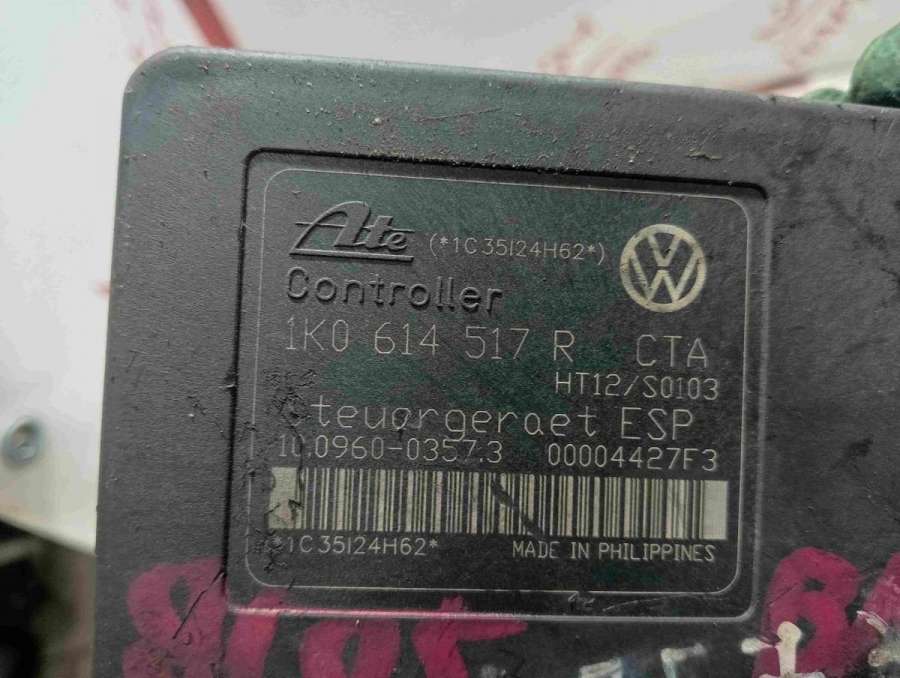 Ate (*1C35I24H62*)
Controller
1K0 614 517 R CTA
HT12/S0103
Steuergeraet ESP
10.0960-0357.3 00004427F3
*1C35I24H62* MADE IN PHILIPPINES